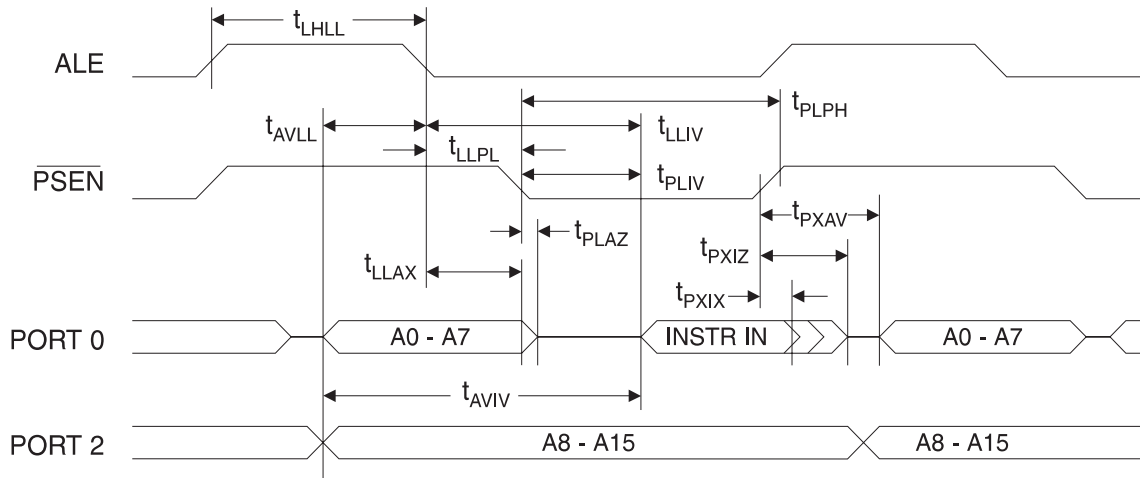 tLHLL
ALE
tPLPH
tAVLL
tLLIV
tLLPL
PSEN
tPLIV
tPXAV
tPLAZ
tPXIZ
tLLAX
tPXIX
PORT 0
A0 - A7
INSTR IN
A0 - A7
tAVIV
PORT 2
A8 - A15
A8 - A15